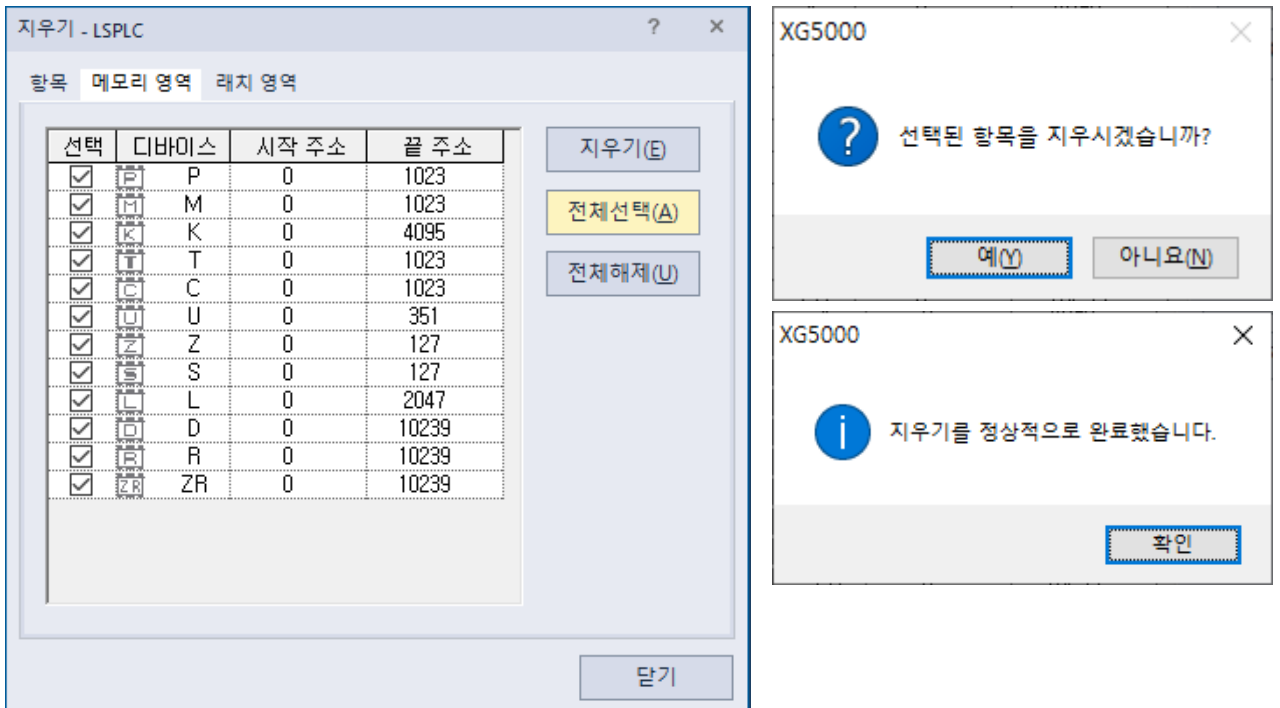 지우기 - LSPLC
? ×
항목 메모리 영역 래치 영역
선택 디바이스 시작 주소 끝 주소
P P 0 1023
M M 0 1023
K K 0 4095
T T 0 1023
C C 0 1023
U U 0 351
Z Z 0 127
S S 0 127
L L 0 2047
D D 0 10239
R R 0 10239
ZR ZR 0 10239
지우기(E)
전체선택(A)
전체해제(U)
닫기
XG5000
?
선택된 항목을 지우시겠습니까?
예(Y) 아니요(N)
XG5000
i
지우기를 정상적으로 완료했습니다.
확인